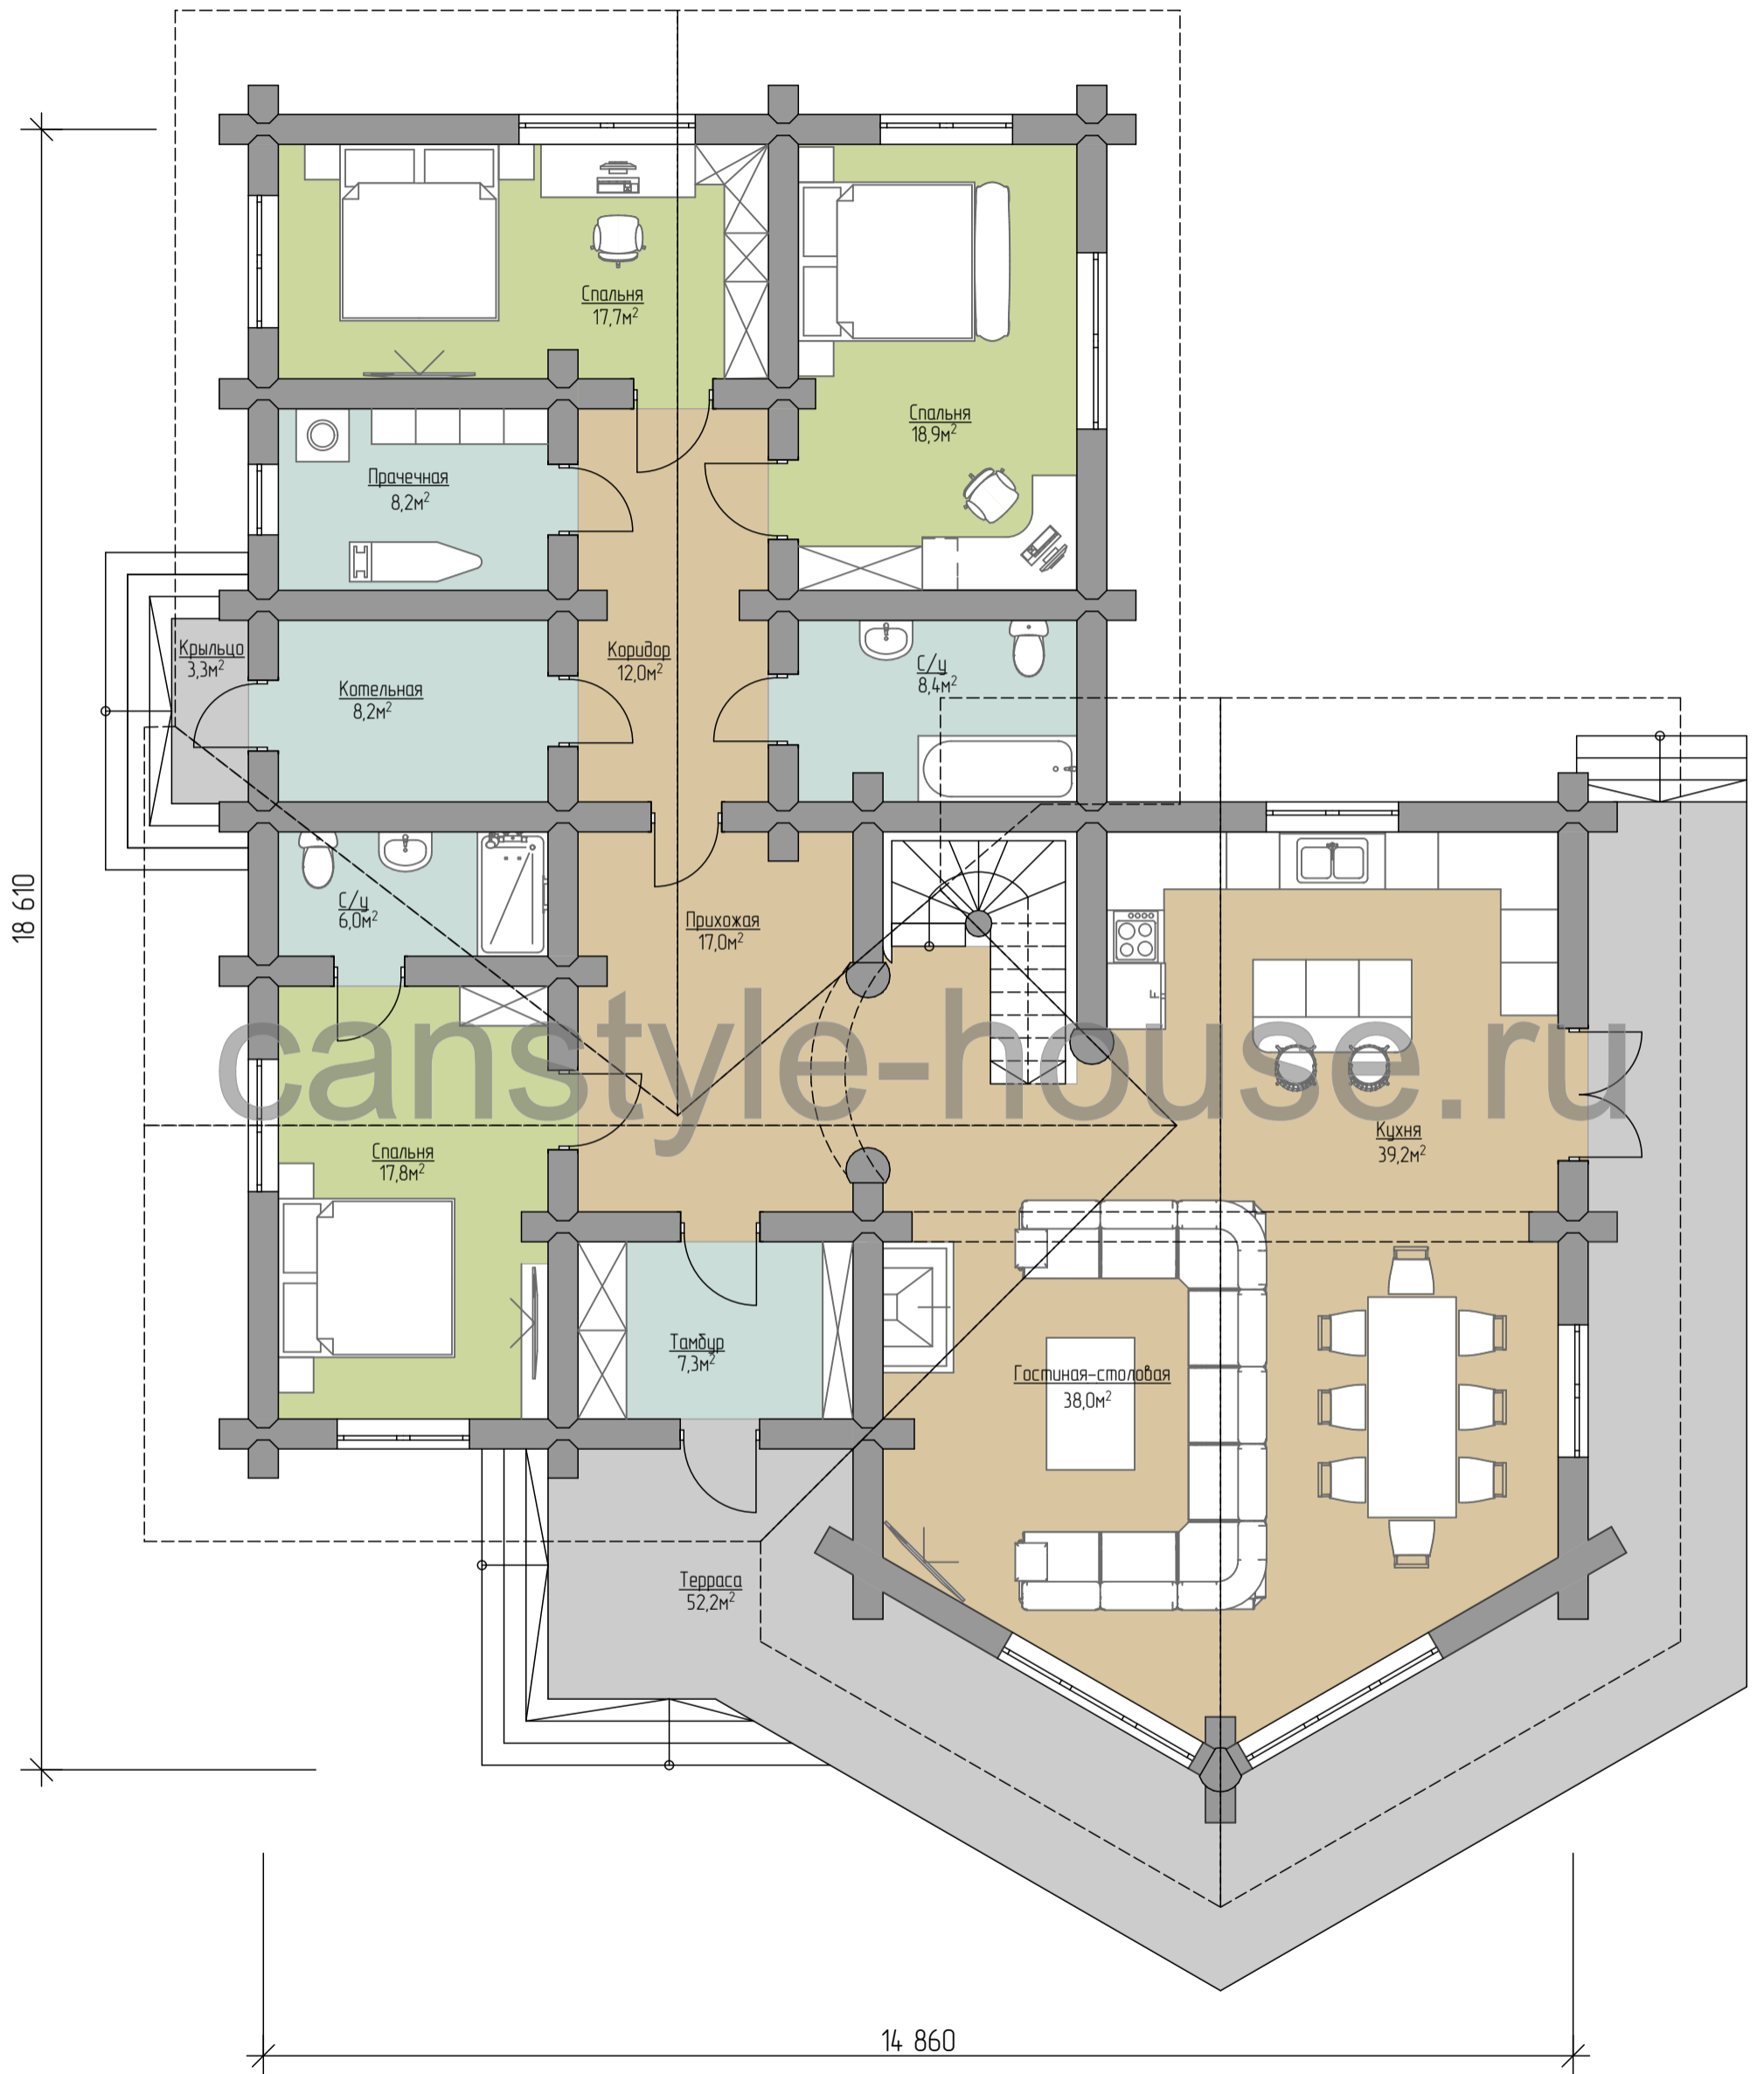 Спальня
17,7м²
Спальня
18,9м²
Прачечная
8,2м²
Крыльцо
3,3м²
Котельная
8,2м²
Коридор
12,0м²
С/у
8,4м²
18 610
С/у
6,0м²
Прихожая
17,0м²
F
canstyle-house.ru
Спальня
17,8м²
Кухня
39,2м²
Тамбур
7,3м²
Гостиная-столовая
38,0м²
Терраса
52,2м²
14 860